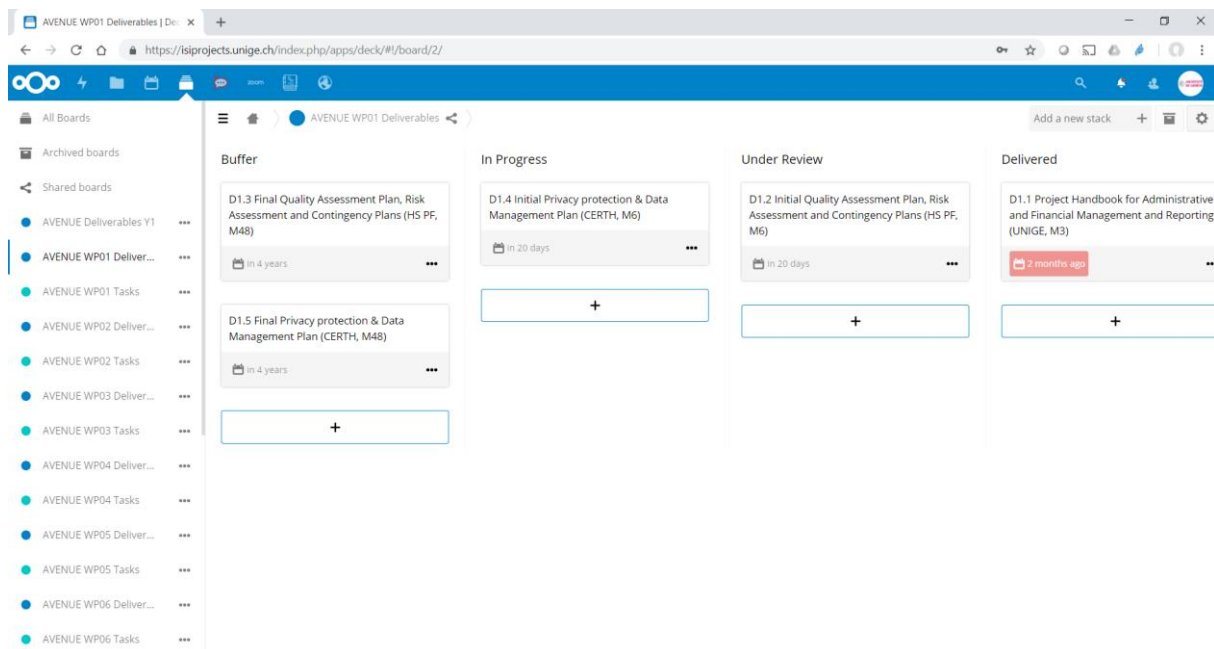 AVENUE WP01 Deliverables | De
https://isiprojects.unige.ch/index.php/apps/deck/#!/board/2/
zoom
All Boards
Archived boards
Shared boards
AVENUE Deliverables Y1
AVENUE WP01 Deliver...
AVENUE WP01 Tasks
AVENUE WP02 Deliver...
AVENUE WP02 Tasks
AVENUE WP03 Deliver...
AVENUE WP03 Tasks
AVENUE WP04 Deliver...
AVENUE WP04 Tasks
AVENUE WP05 Deliver...
AVENUE WP05 Tasks
AVENUE WP06 Deliver...
AVENUE WP06 Tasks
AVENUE WP01 Deliverables
Add a new stack
Buffer
D1.3 Final Quality Assessment Plan, Risk
Assessment and Contingency Plans (HS PF,
M48)
in 4 years
D1.5 Final Privacy protection & Data
Management Plan (CERTH, M48)
in 4 years
+
In Progress
D1.4 Initial Privacy protection & Data
Management Plan (CERTH, M6)
in 20 days
+
Under Review
D1.2 Initial Quality Assessment Plan, Risk
Assessment and Contingency Plans (HS PF,
M6)
in 20 days
+
Delivered
D1.1 Project Handbook for Administrative
and Financial Management and Reporting
(UNIGE, M3)
2 months ago
+